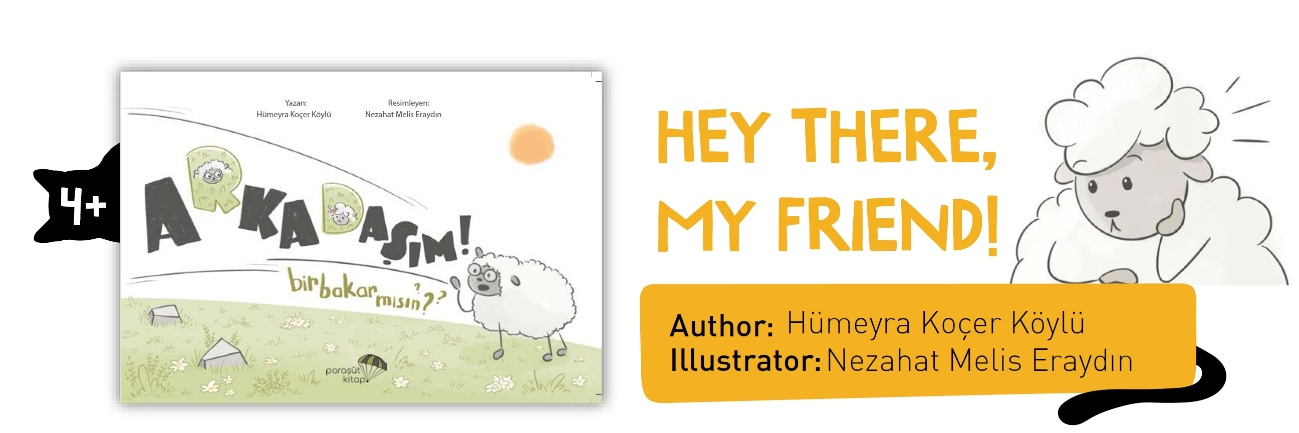 4+
Yazan:
Hümeyra Koçer Köylü
Resimleyen:
Nezahat Melis Eraydın
ARKADAŞIM!
bir bakar mısın???
paraşüt
kitap
HEY THERE,
MY FRIEND!
Author: Hümeyra Koçer Köylü
Illustrator: Nezahat Melis Eraydın